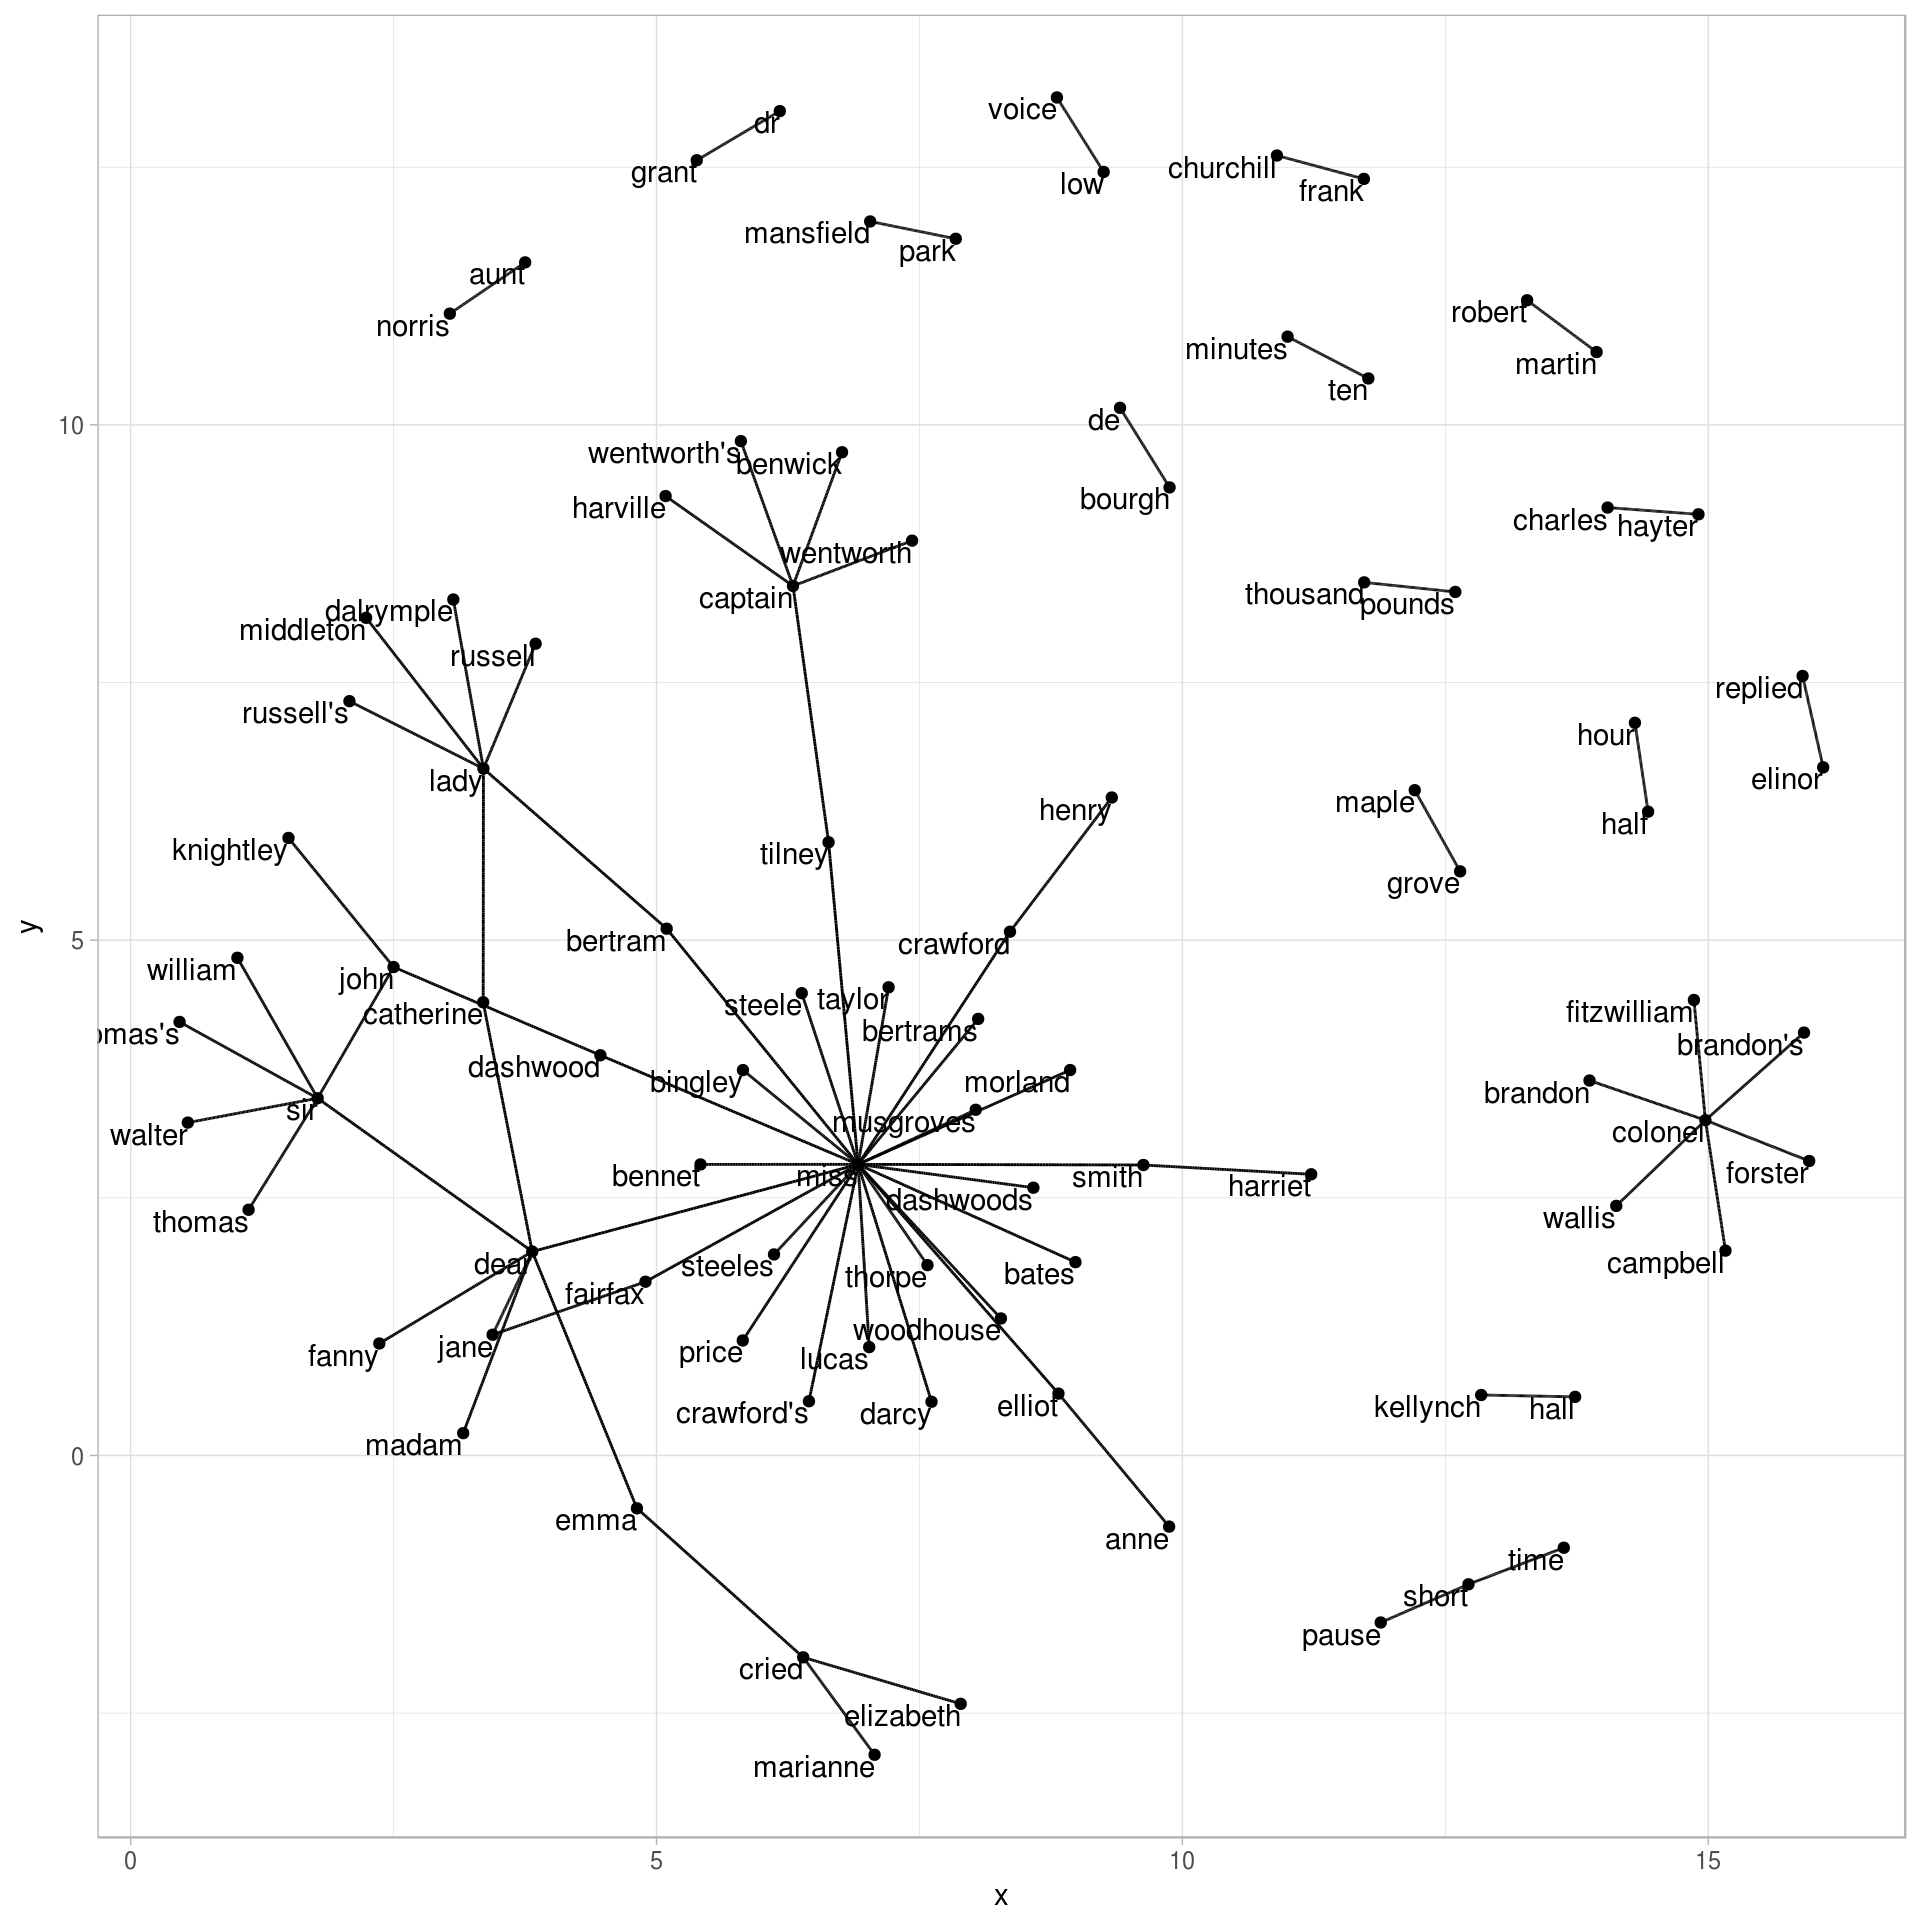 voice
dr
churchill
grant
low
frank
mansfield
park
aunt
robert
norris
minutes
martin
ten
de
10
wentworth's
benwick
bourgh
harville
charles
hayter
wentworth
thousand
captain
pounds
dalrymple
middleton
russell
replied
russell's
hour
lady
elinor
maple
henry
half
knightley
tilney
grove
y
5
bertram
crawford
william
john
steele
taylor
fitzwilliam
catherine
omas's
bertrams
brandon's
dashwood
bingley
morland
brandon
sir
musgroves
walter
colonel
bennet
miss
smith
forster
harriet
dashwoods
thomas
wallis
dear
steeles
campbell
bates
thorpe
fairfax
woodhouse
jane
price
fanny
lucas
elliot
kellynch
hall
crawford's
darcy
madam
0
emma
anne
time
short
pause
cried
elizabeth
marianne
0
5
10
15
x